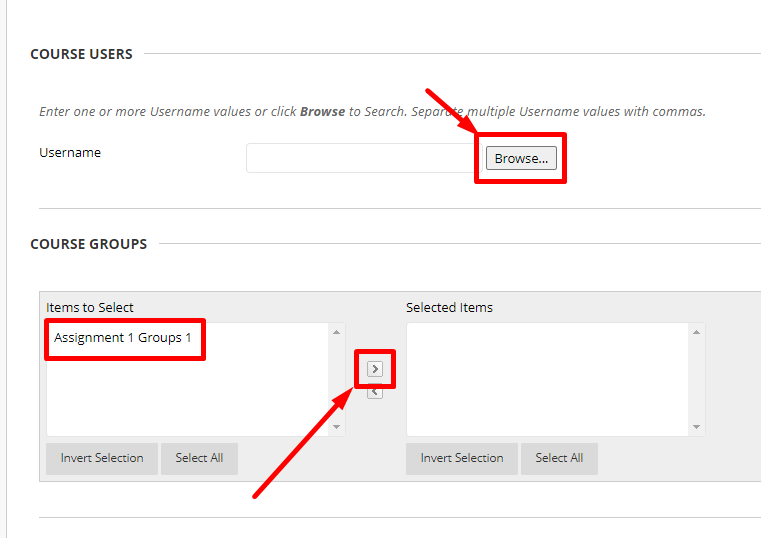 COURSE USERS
Enter one or more Username values or click Browse to Search. Separate multiple Username values with commas.
Username
Browse...
COURSE GROUPS
Items to Select
Selected Items
Assignment 1 Groups 1
>
<
Invert Selection
Select All
Invert Selection
Select All